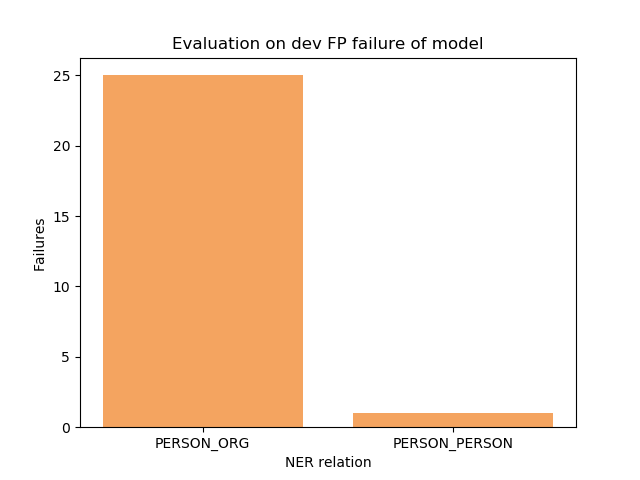 Evaluation on dev FP failure of model
25
20
15
10
5
0
Failures
PERSON_ORG PERSON_PERSON
NER relation